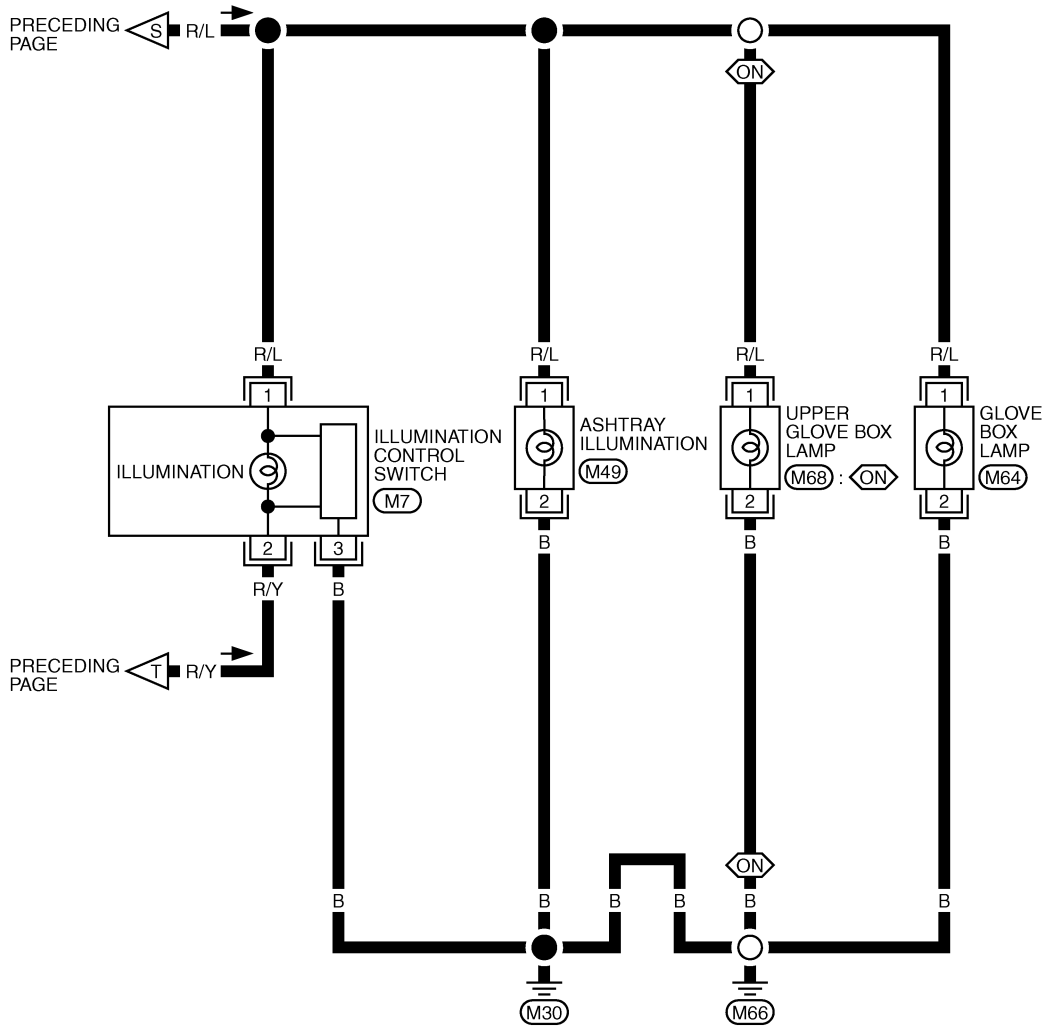 PRECEDING
PAGE
S
R/L
ON
R/L
R/L
R/L
R/L
1
1
1
1
ILLUMINATION
ILLUMINATION
CONTROL
SWITCH
M7
ASHTRAY
ILLUMINATION
M49
UPPER
GLOVE BOX
LAMP
M68 : ON
GLOVE
BOX
LAMP
M64
2
2
2
2
3
R/Y
B
B
B
B
PRECEDING
PAGE
T
R/Y
ON
B
B
B
B
B
B
M30
M66